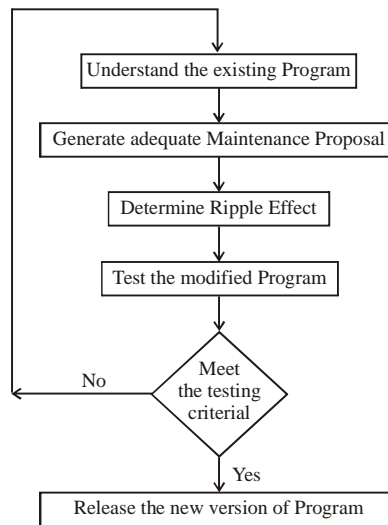 Understand the existing Program
Generate adequate Maintenance Proposal
Determine Ripple Effect
Test the modified Program
Meet
the testing
criterial
No
Yes
Release the new version of Program